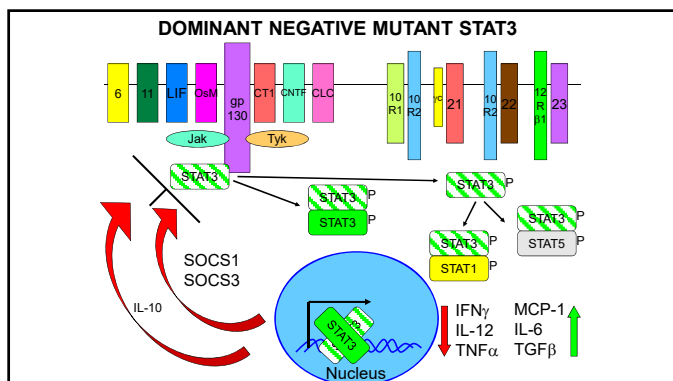 DOMINANT NEGATIVE MUTANT STAT3
6
11
LIF
OsM
gp
130
CT1
CNTF
CLC
10
R1
10
R2
γc
21
10
R2
22
12
R
β1
23
Jak
Tyk
STAT3
STAT3
P
STAT3
P
STAT3
P
STAT3
P
STAT1
P
STAT3
P
STAT5
P
SOCS1
SOCS3
IL-10
STAT3
Nucleus
IFNγ
IL-12
TNFα
MCP-1
IL-6
TGFβ